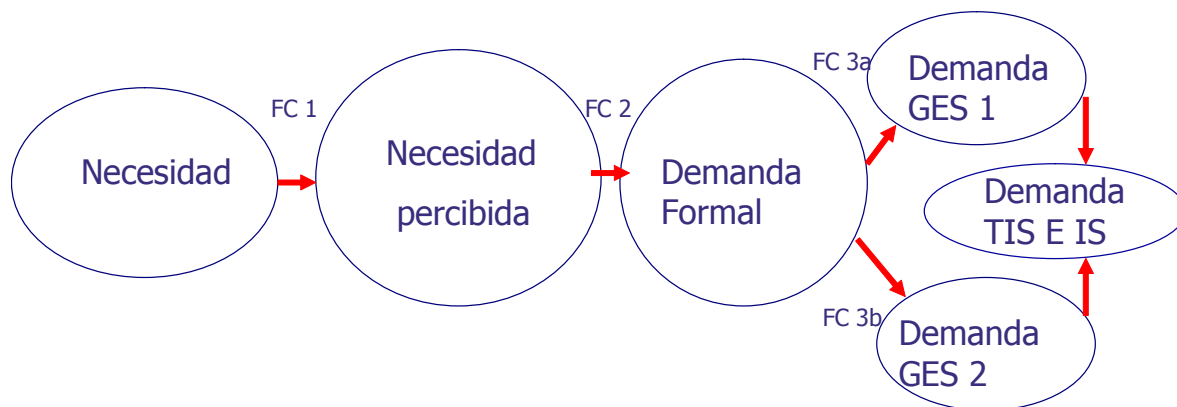 Necesidad
FC 1
Necesidad
percibida
FC 2
Demanda
Formal
FC 3a
Demanda
GES 1
Demanda
TIS E IS
FC 3b
Demanda
GES 2